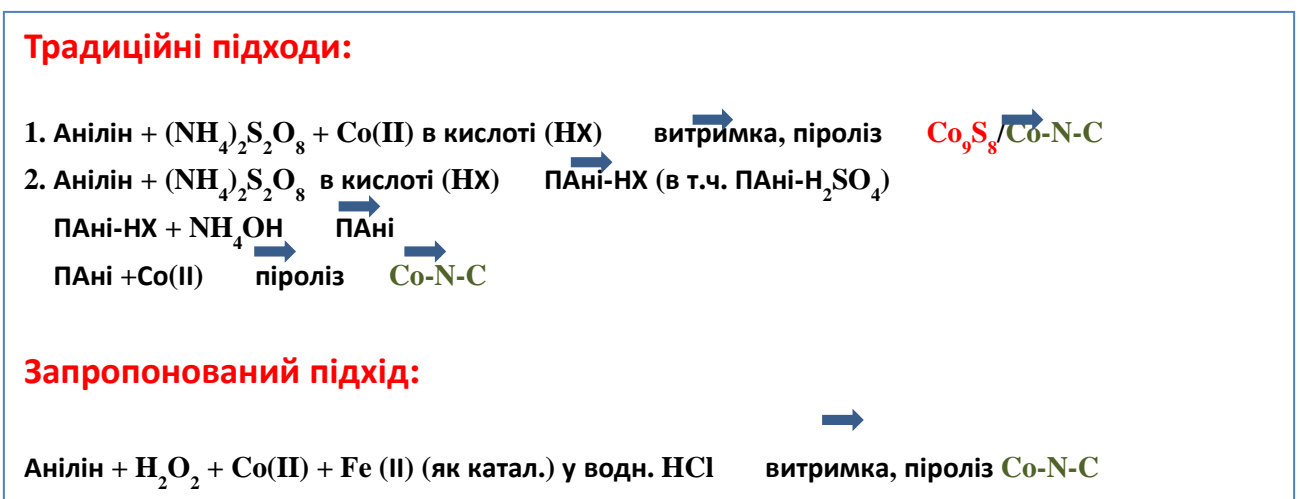 Традиційні підходи:
1. Анілін + (NH₄)₂S₂O₈ + Co(II) в кислоті (HX) витримка, піроліз Co₉S₈/Co-N-C
2. Анілін + (NH₄)₂S₂O₈ в кислоті (HX) ПАні-НХ (в т.ч. ПАні-H₂SO₄)
ПАні-НХ + NH₄OH ПАні
ПАні +Co(II) піроліз Co-N-C
Запропонований підхід:
Анілін + H₂O₂ + Co(II) + Fe (II) (як катал.) у водн. HCl витримка, піроліз Co-N-C